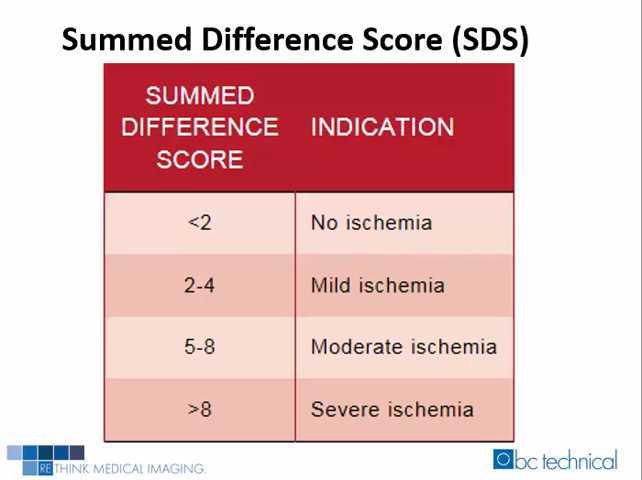 Summed Difference Score (SDS)
SUMMED
DIFFERENCE
SCORE
INDICATION
<2
No ischemia
2-4
Mild ischemia
5-8
Moderate ischemia
>8
Severe ischemia
RETHINK MEDICAL IMAGING.
bc technical